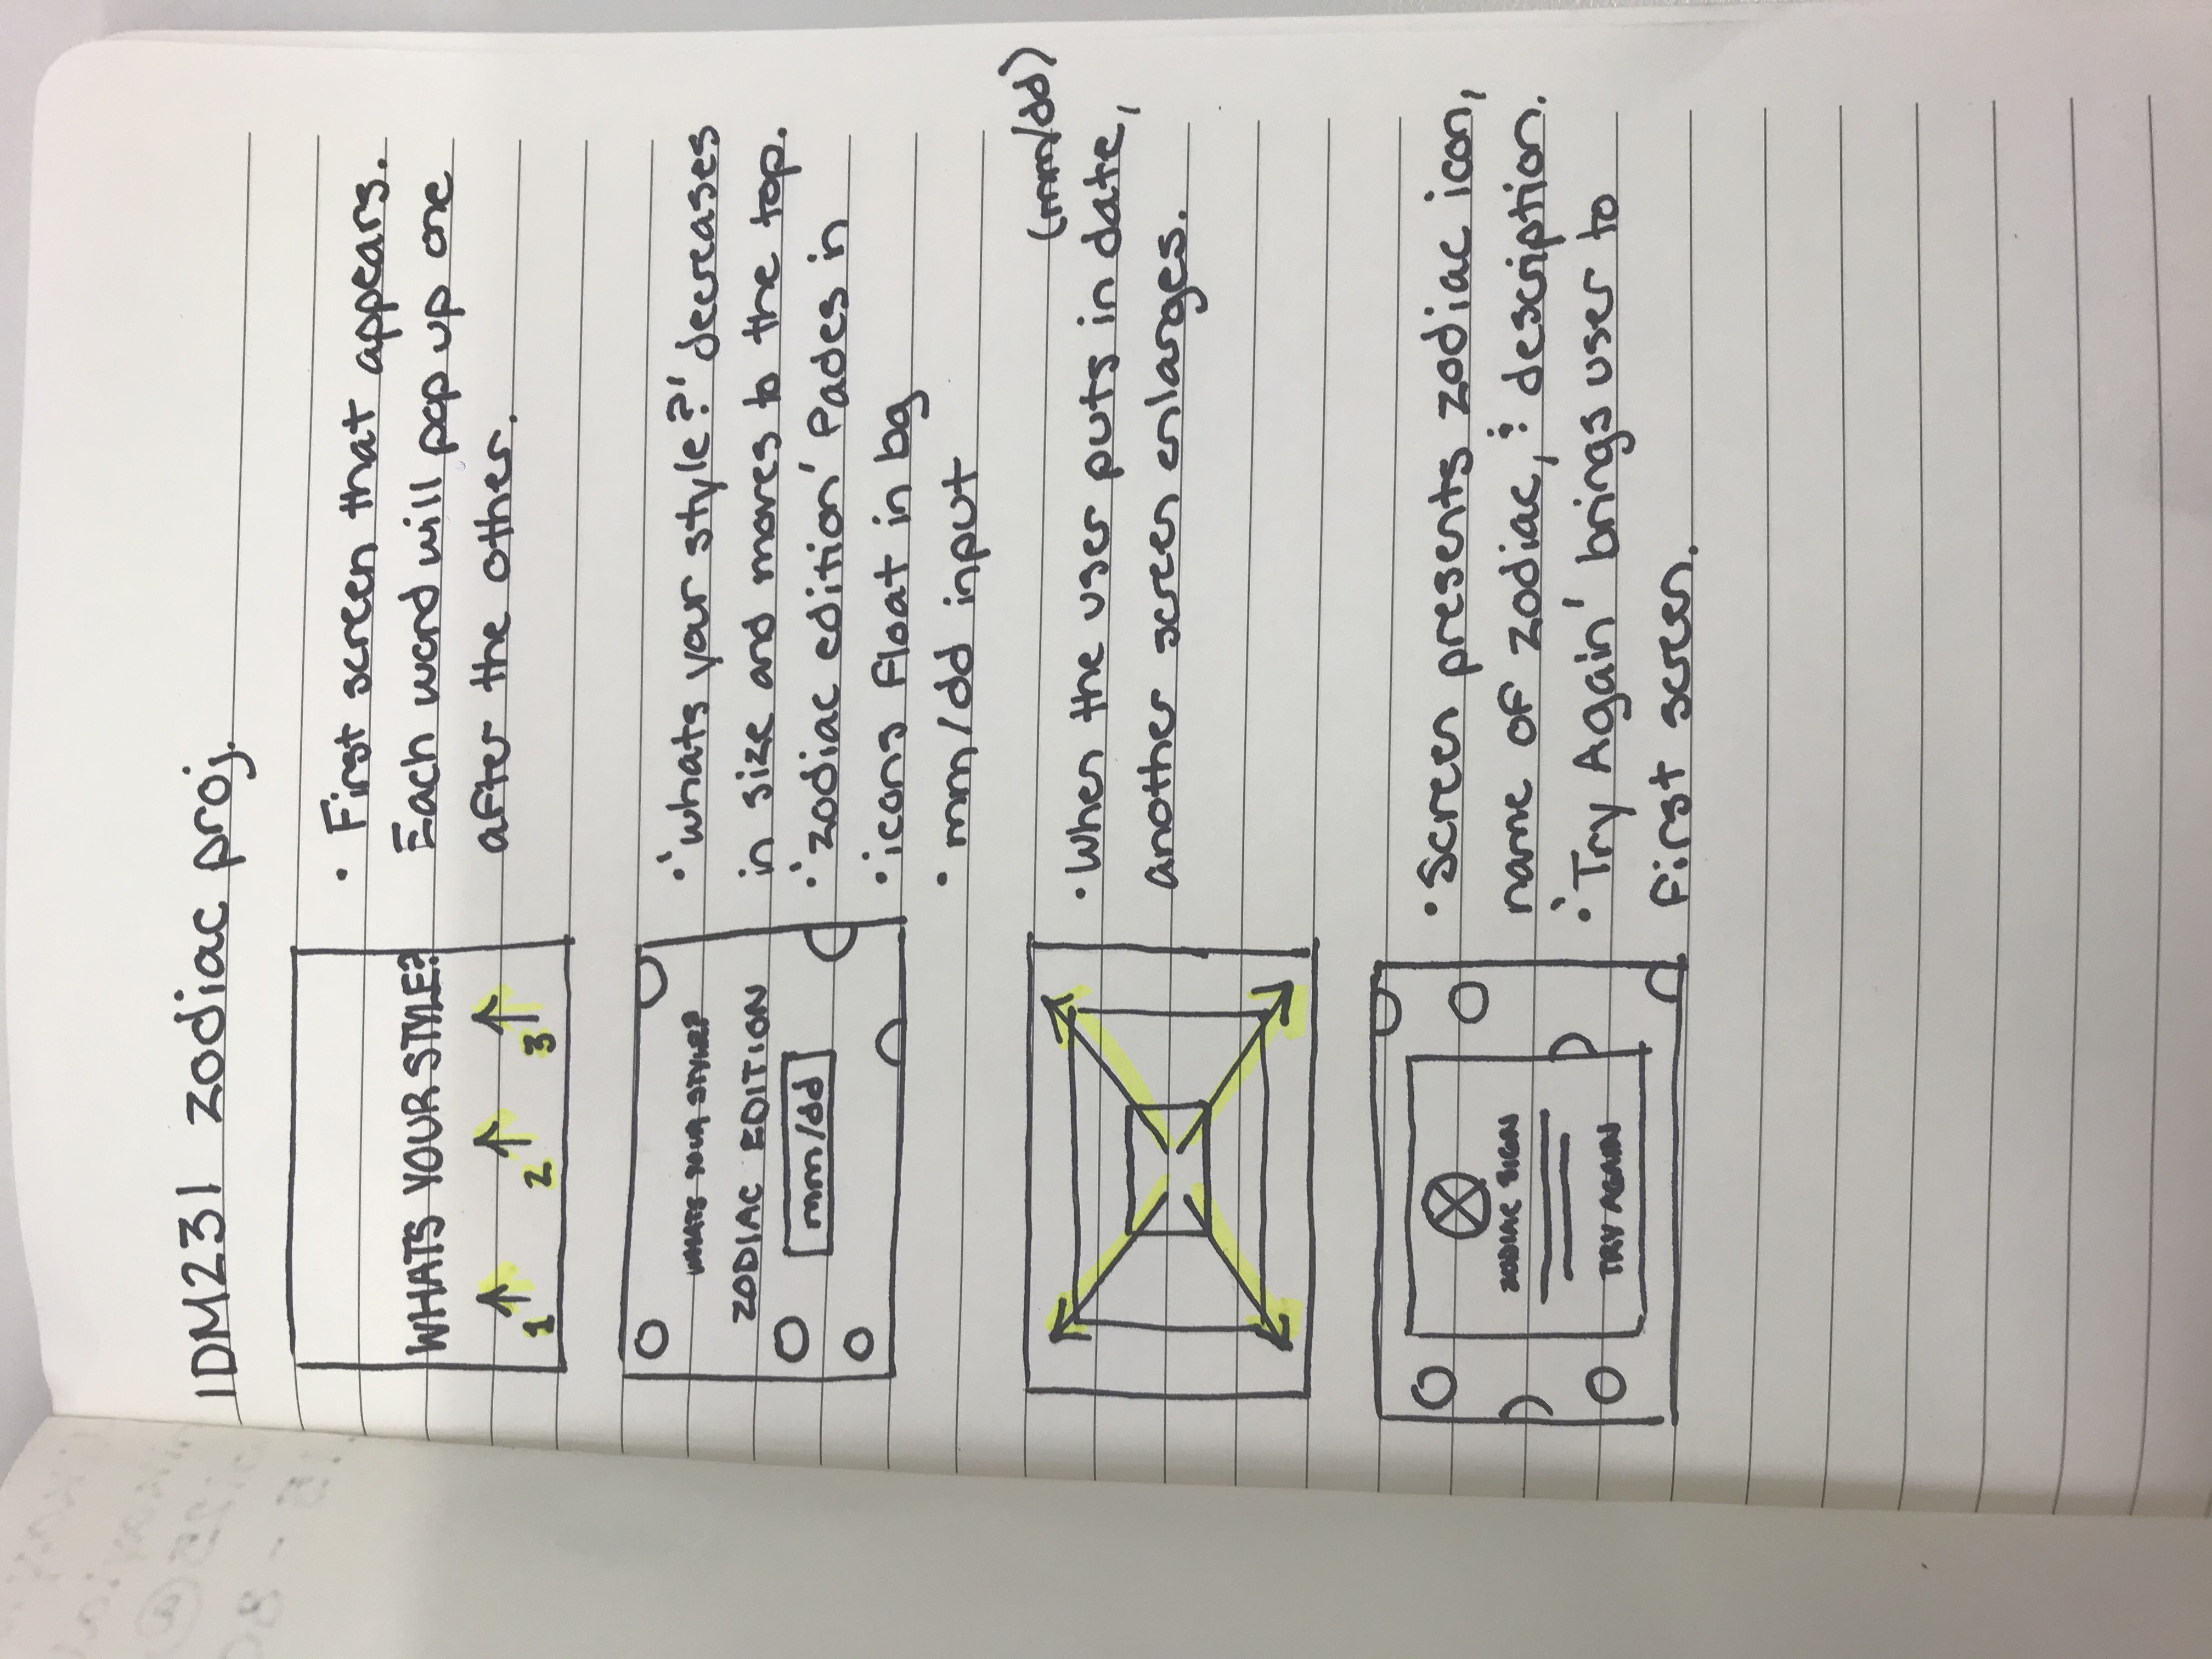 IDM231 zodiac proj.
WHATS YOUR STYLE?
1 2 3
• First screen that appears.
Each word will pop up one
after the other.
WHATS YOUR STYLE?
ZODIAC EDITION
mm/dd
• 'whats your style?' decreases
in size and moves to the top.
• 'zodiac edition' fades in
• icons float in bg
• mm/dd input
(mm/dd)
• When the user puts in date,
another screen enlarges.
ZODIAC SIGN
TRY AGAIN
• Screen presents zodiac icon,
name of zodiac, & description.
• 'Try Again' brings user to
first screen.